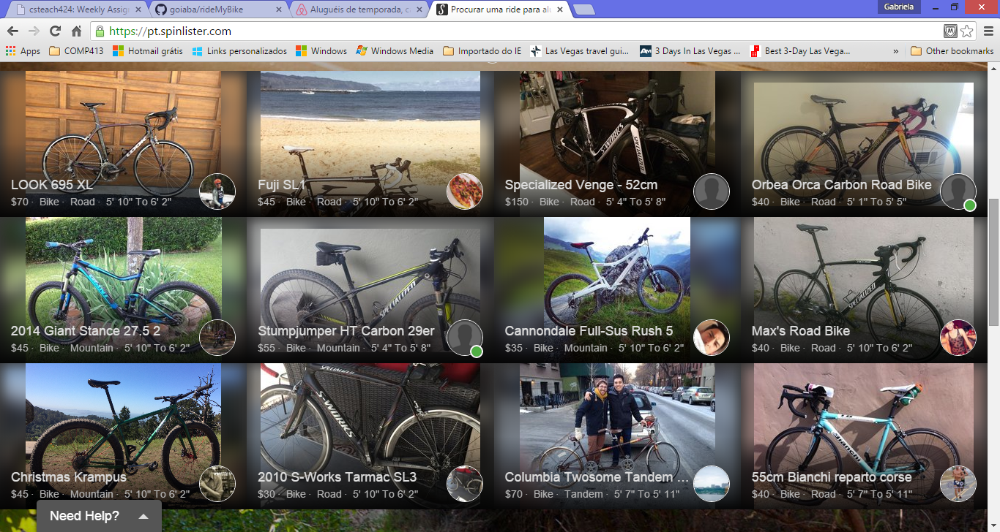 csteach424: Weekly Assign
goiaba/rideMyBike
Aluguéis de temporada, c
Procurar uma ride para al
Gabriela
https://pt.spinlister.com
Apps
COMP413
Hotmail grátis
Links personalizados
Windows
Windows Media
Importado do IE
Las Vegas travel gui...
3 Days In Las Vegas ...
Best 3-Day Las Vega...
»
Other bookmarks
LOOK 695 XL
$70 · Bike · Road · 5' 10" To 6' 2"
Fuji SL1
$45 · Bike · Road · 5' 10" To 6' 2"
S-WORKS
SPECIALIZED
Specialized Venge - 52cm
$150 · Bike · Road · 5' 4" To 5' 8"
Orbea Orca Carbon Road Bike
$40 · Bike · Road · 5' 1" To 5' 5"
2014 Giant Stance 27.5 2
$45 · Bike · Mountain · 5' 10" To 6' 2"
SPECIALIZED
Stumpjumper HT Carbon 29er
$55 · Bike · Mountain · 5' 4" To 5' 8"
Cannondale Full-Sus Rush 5
$35 · Bike · Mountain · 5' 10" To 6' 2"
SPECIALIZED
Max's Road Bike
$40 · Bike · Road · 5' 10" To 6' 2"
Christmas Krampus
$45 · Bike · Mountain · 5' 10" To 6' 2"
SPECIALIZED
S-WORKS
2010 S-Works Tarmac SL3
$30 · Bike · Road · 5' 10" To 6' 2"
Columbia Twosome Tandem ...
$70 · Bike · Tandem · 5' 7" To 5' 11"
Bianchi
55cm Bianchi reparto corse
$40 · Bike · Road · 5' 7" To 5' 11"
Need Help?